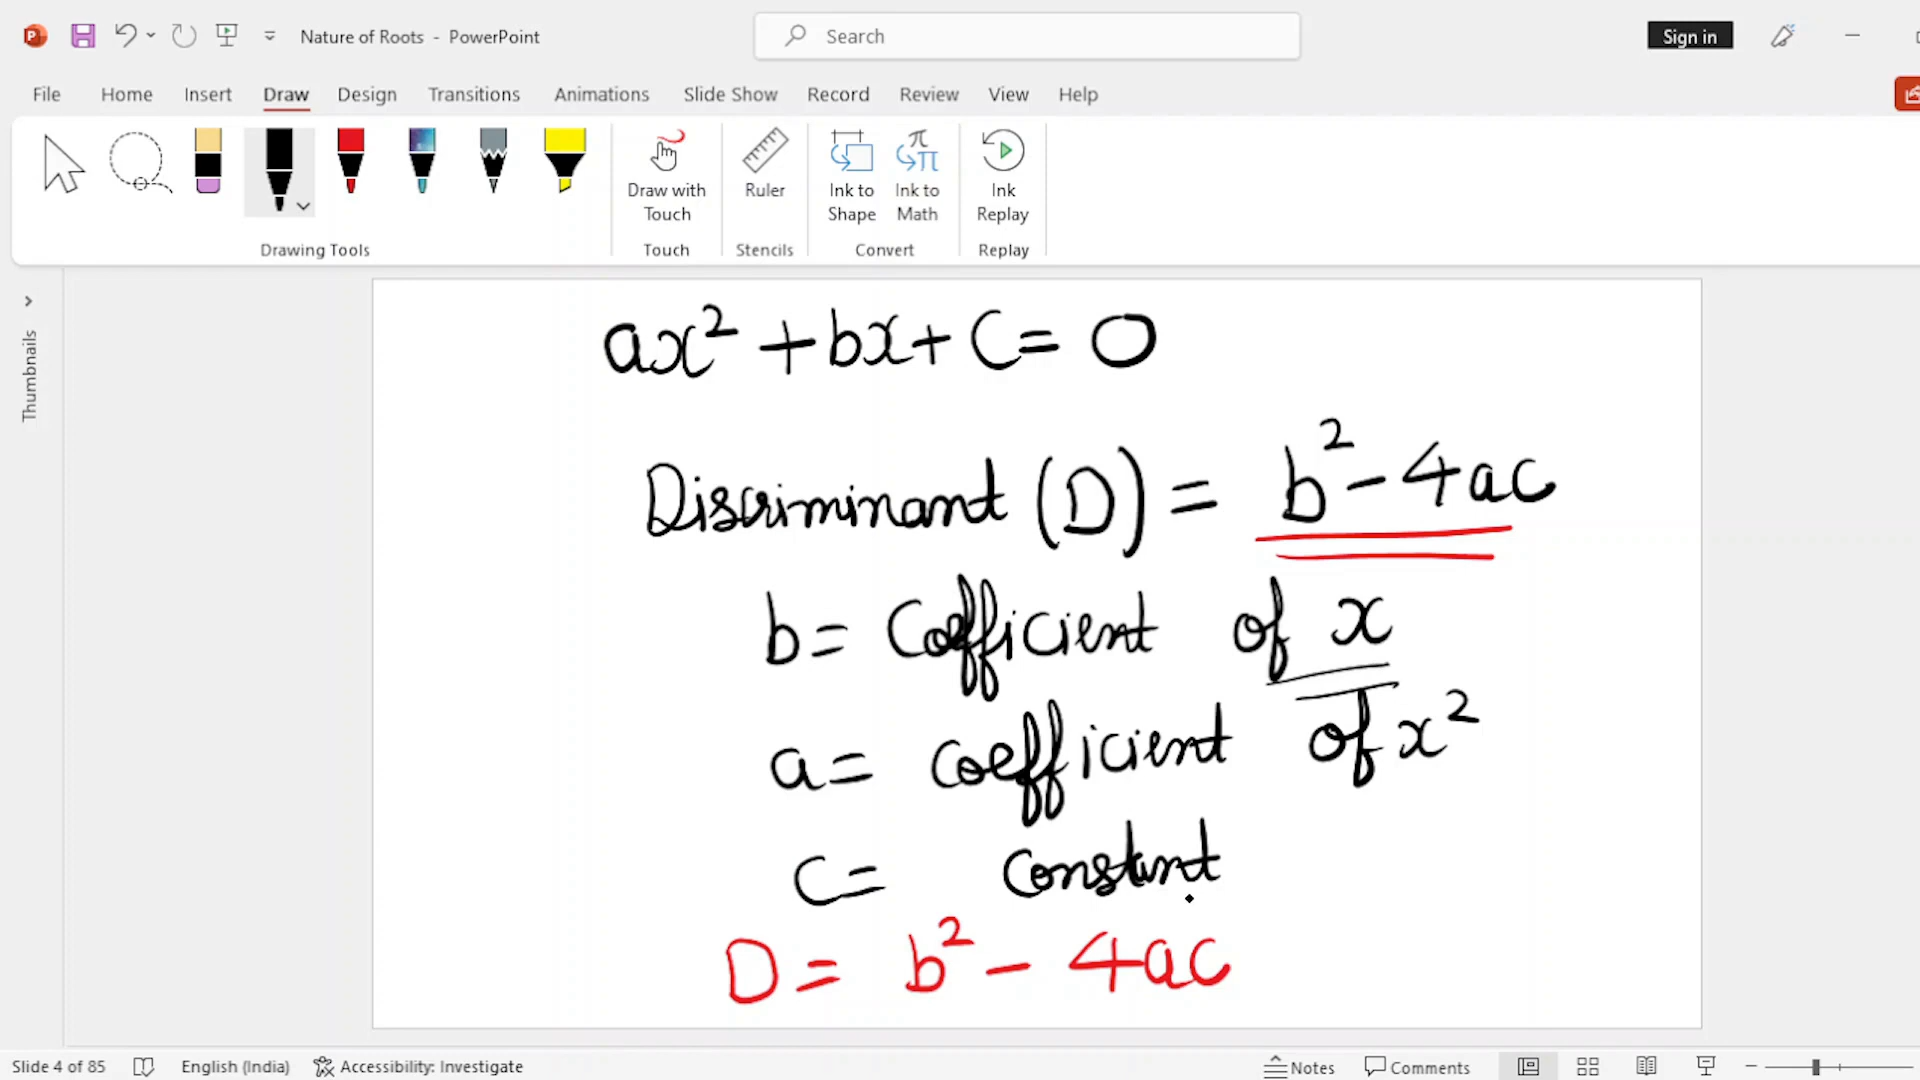 Nature of Roots - PowerPoint
Search
Sign in
File Home Insert Draw Design Transitions Animations Slide Show Record Review View Help
Draw with Touch
Ruler
Ink to Shape
Ink to Math
Ink Replay
Drawing Tools Touch Stencils Convert Replay
Thumbnails
ax² + bx + c = 0
Discriminant (D) = b² - 4ac
b = Coefficient of x
a = coefficient of x²
c = constant
D = b² - 4ac
Slide 4 of 85 English (India) Accessibility: Investigate Notes Comments